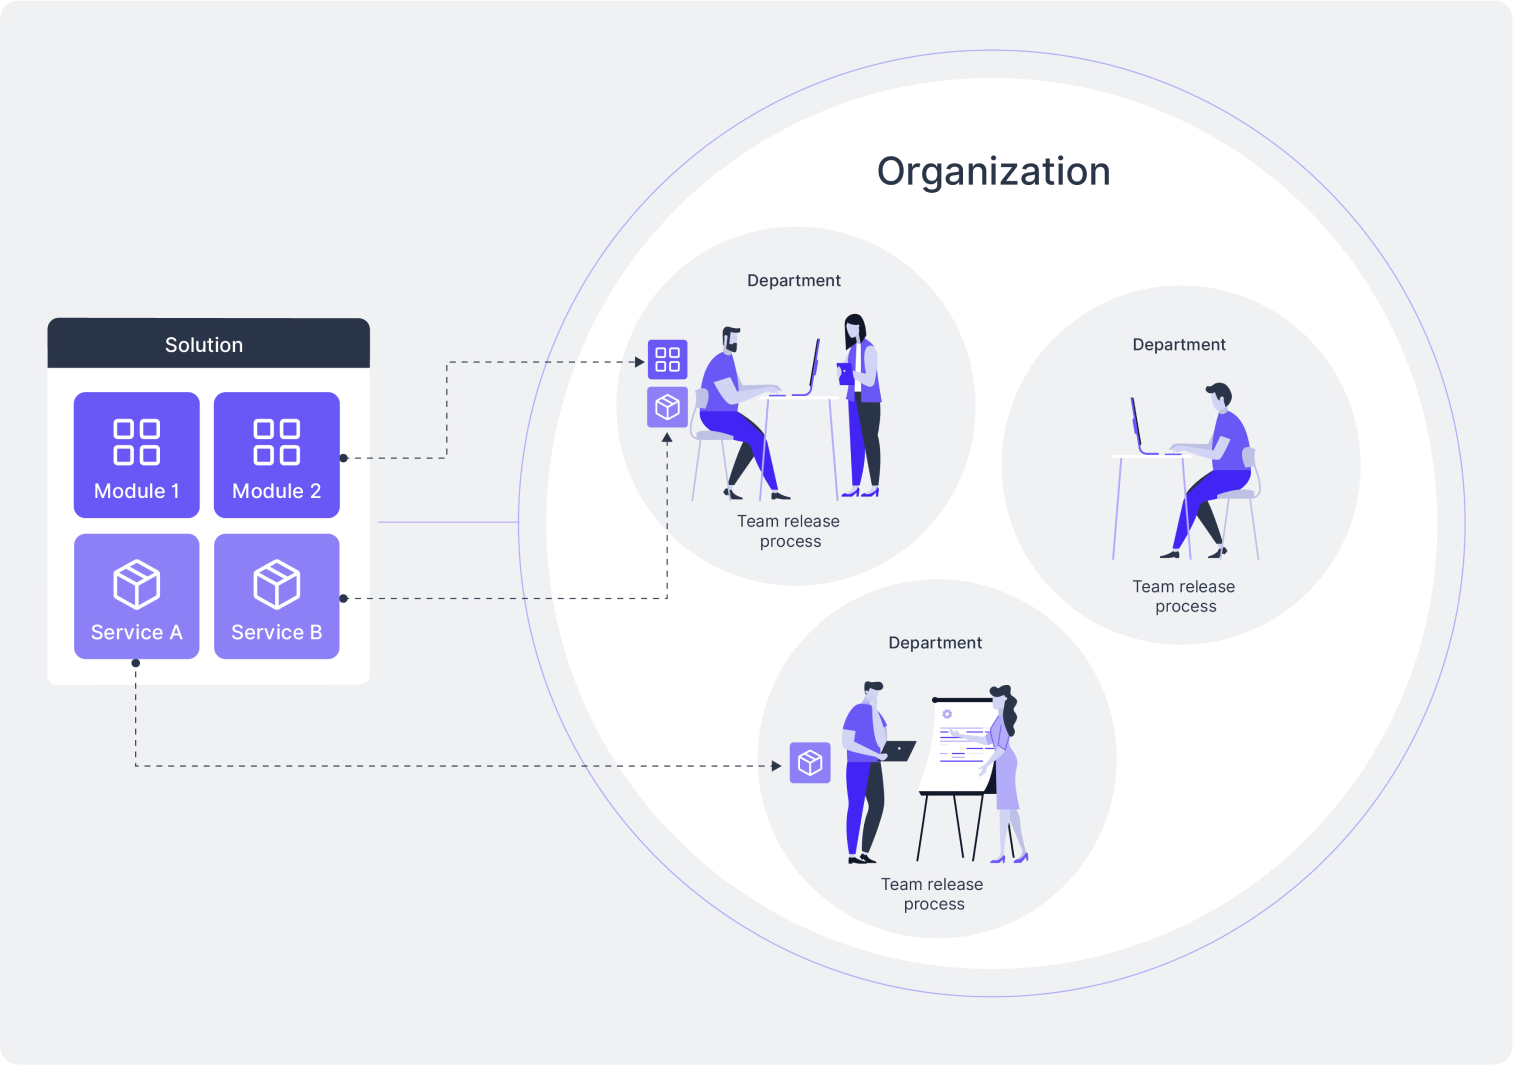 Organization
Department
Team release
process
Department
Team release
process
Department
Team release
process
Solution
Module 1
Module 2
Service A
Service B